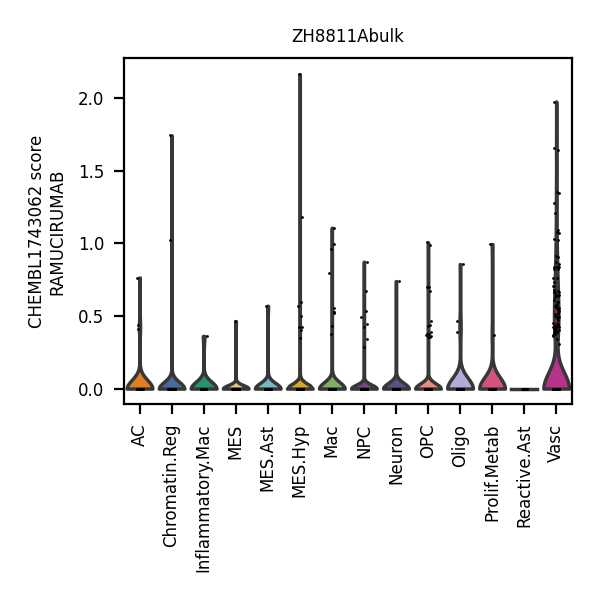 ZH8811Abulk
CHEMBL1743062 score
RAMUCIRUMAB
2.0
1.5
1.0
0.5
0.0
AC
Chromatin.Reg
Inflammatory.Mac
MES
MES.Ast
MES.Hyp
Mac
NPC
Neuron
OPC
Oligo
Prolif.Metab
Reactive.Ast
Vasc